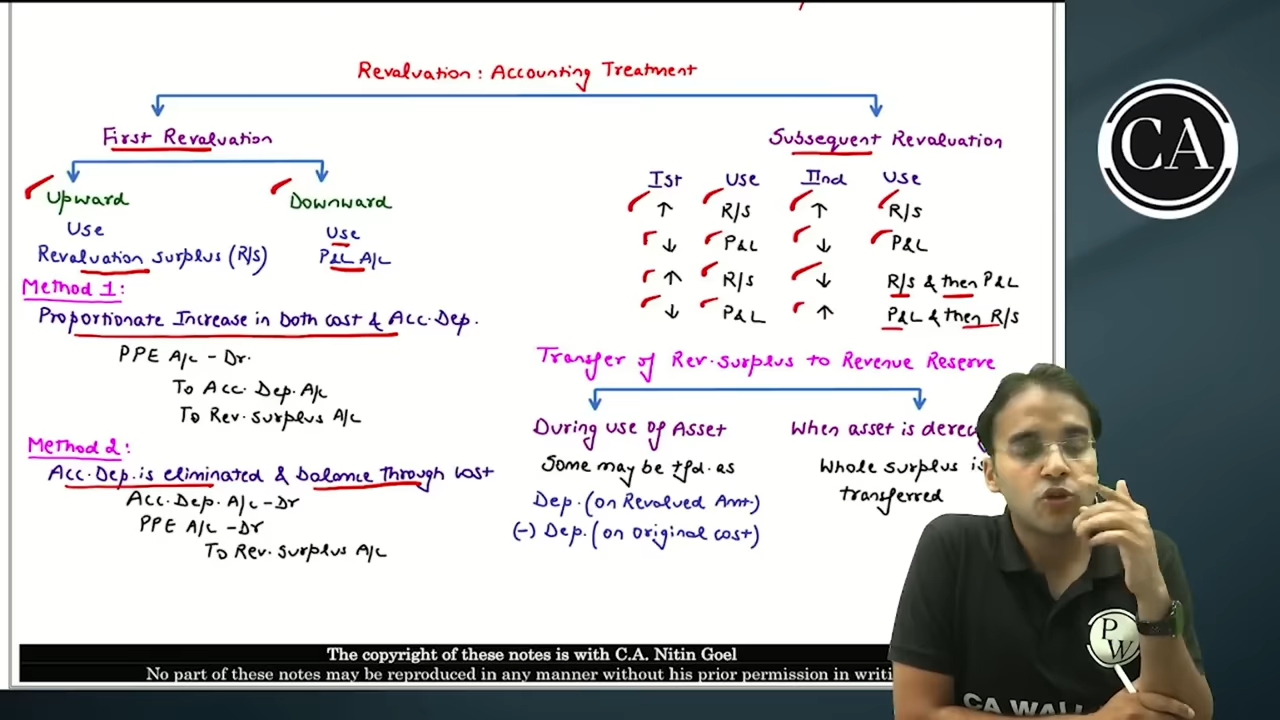 Revaluation: Accounting Treatment
First Revaluation
Subsequent Revaluation
Upward
Downward
Use
Use
Revaluation surplus (R/S)
P&L A/c
Ist Use IInd Use
↑ R/S ↑ R/S
↓ P&L ↓ P&L
↑ R/S ↓ R/S & then P&L
↓ P&L ↑ P&L & then R/S
Method 1:
Proportionate Increase in both cost & Acc. Dep.
PPE A/c - Dr.
To Acc. Dep. A/c
To Rev. surplus A/c
Method 2:
Acc. Dep. is eliminated & balance through cost
Acc. Dep. A/c - Dr
PPE A/c - Dr
To Rev. surplus A/c
Transfer of Rev. surplus to Revenue Reserve
During use of Asset
Some may be tfd. as
Dep. (on Revolved Amt.)
(-) Dep. (on original cost)
When asset is derec
Whole surplus is
transferred
The copyright of these notes is with C.A. Nitin Goel
No part of these notes may be reproduced in any manner without his prior permission in writi
CA
PW
CA WALL